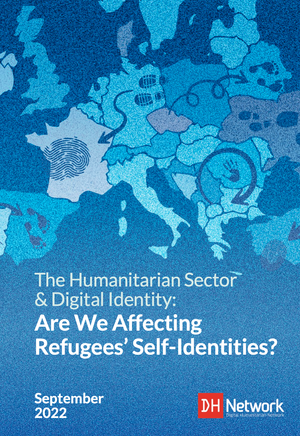 The Humanitarian Sector
& Digital Identity:
Are We Affecting
Refugees' Self-Identities?
September
2022
DH Network
Digital Humanitarian Network